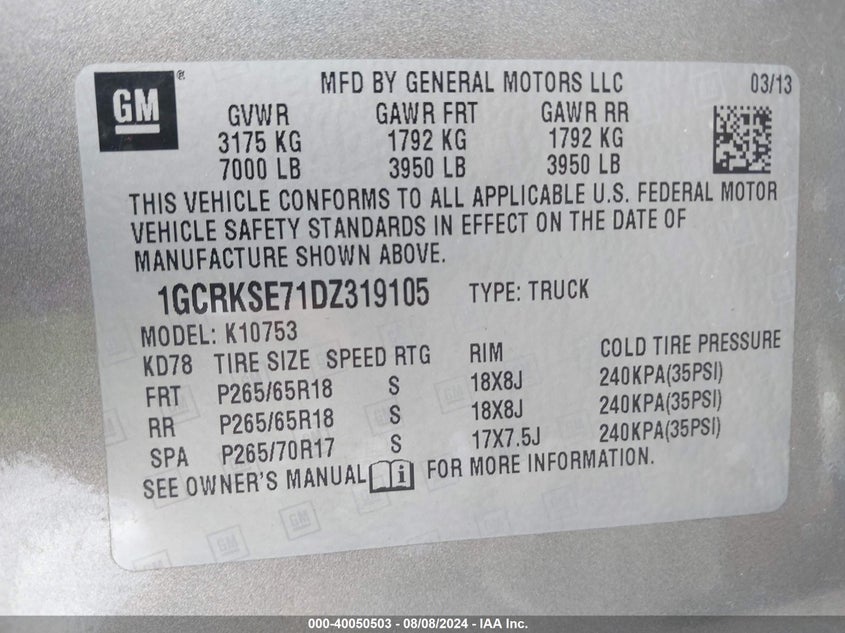 GM® MFD BY GENERAL MOTORS LLC 03/13
GVWR GAWR FRT GAWR RR
3175 KG 1792 KG 1792 KG
7000 LB 3950 LB 3950 LB
THIS VEHICLE CONFORMS TO ALL APPLICABLE U.S. FEDERAL MOTOR
VEHICLE SAFETY STANDARDS IN EFFECT ON THE DATE OF
MANUFACTURE SHOWN ABOVE.
1GCRKSE71DZ319105 TYPE: TRUCK
MODEL: K10753
KD78 TIRE SIZE SPEED RTG RIM COLD TIRE PRESSURE
FRT P265/65R18 S 18X8J 240KPA(35PSI)
RR P265/65R18 S 18X8J 240KPA(35PSI)
SPA P265/70R17 S 17X7.5J 240KPA(35PSI)
SEE OWNER'S MANUAL FOR MORE INFORMATION.
000-40050503 - 08/08/2024 - IAA Inc.